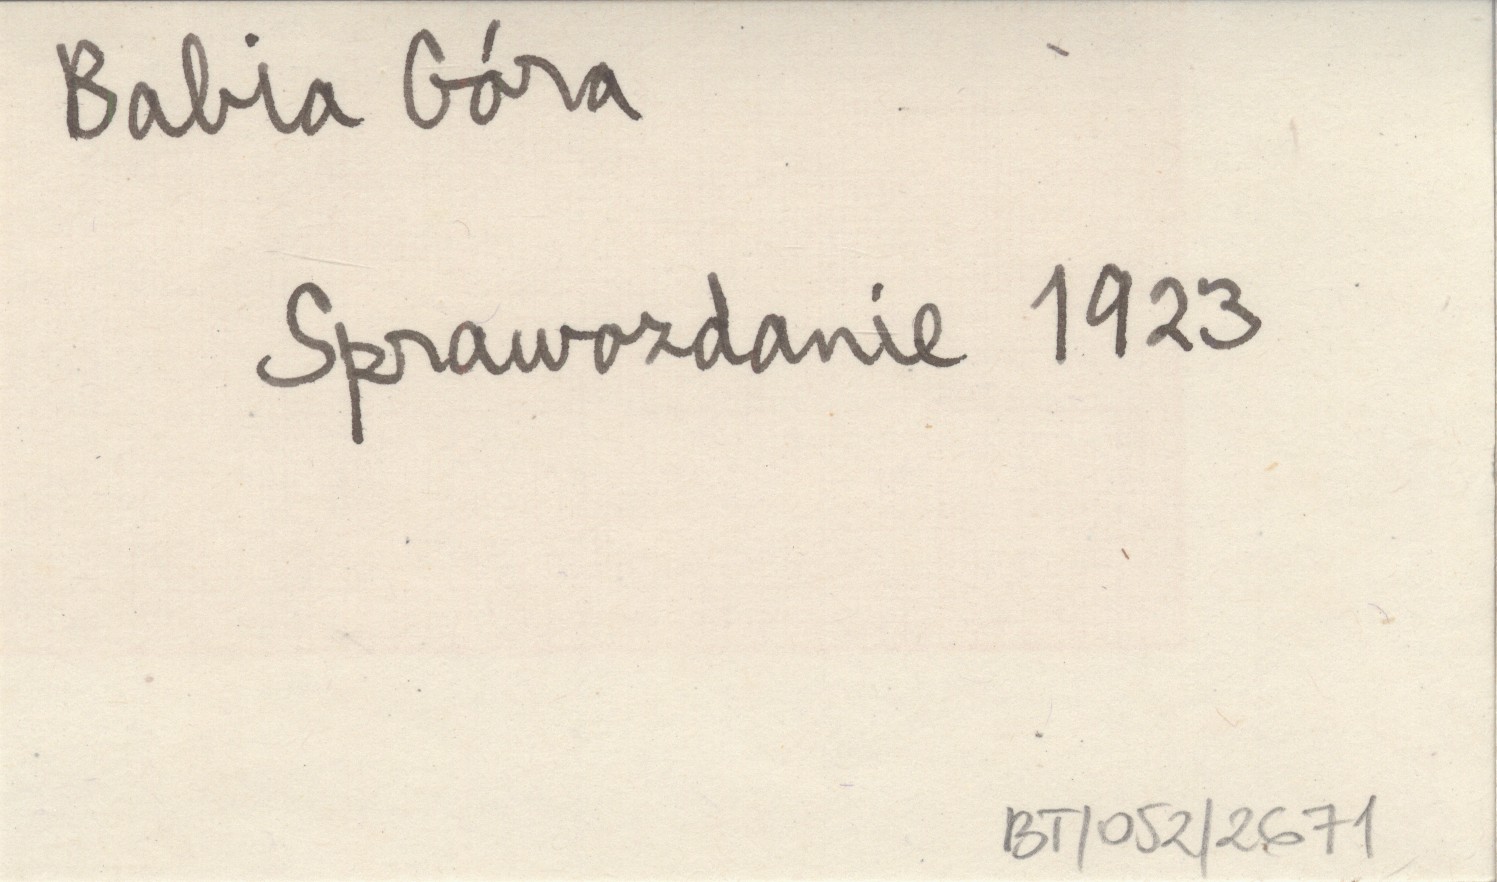 Babia Góra
Sprawozdanie 1923
BT/052/2671